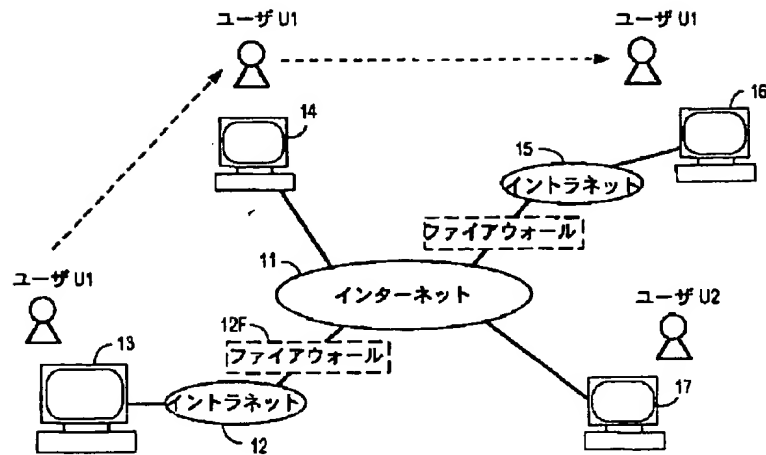 ユーザ U1
ユーザ U1
14
16
15
イントラネット
ファイアウォール
11
インターネット
ユーザ U1
ユーザ U2
12F
ファイアウォール
13
17
イントラネット
12